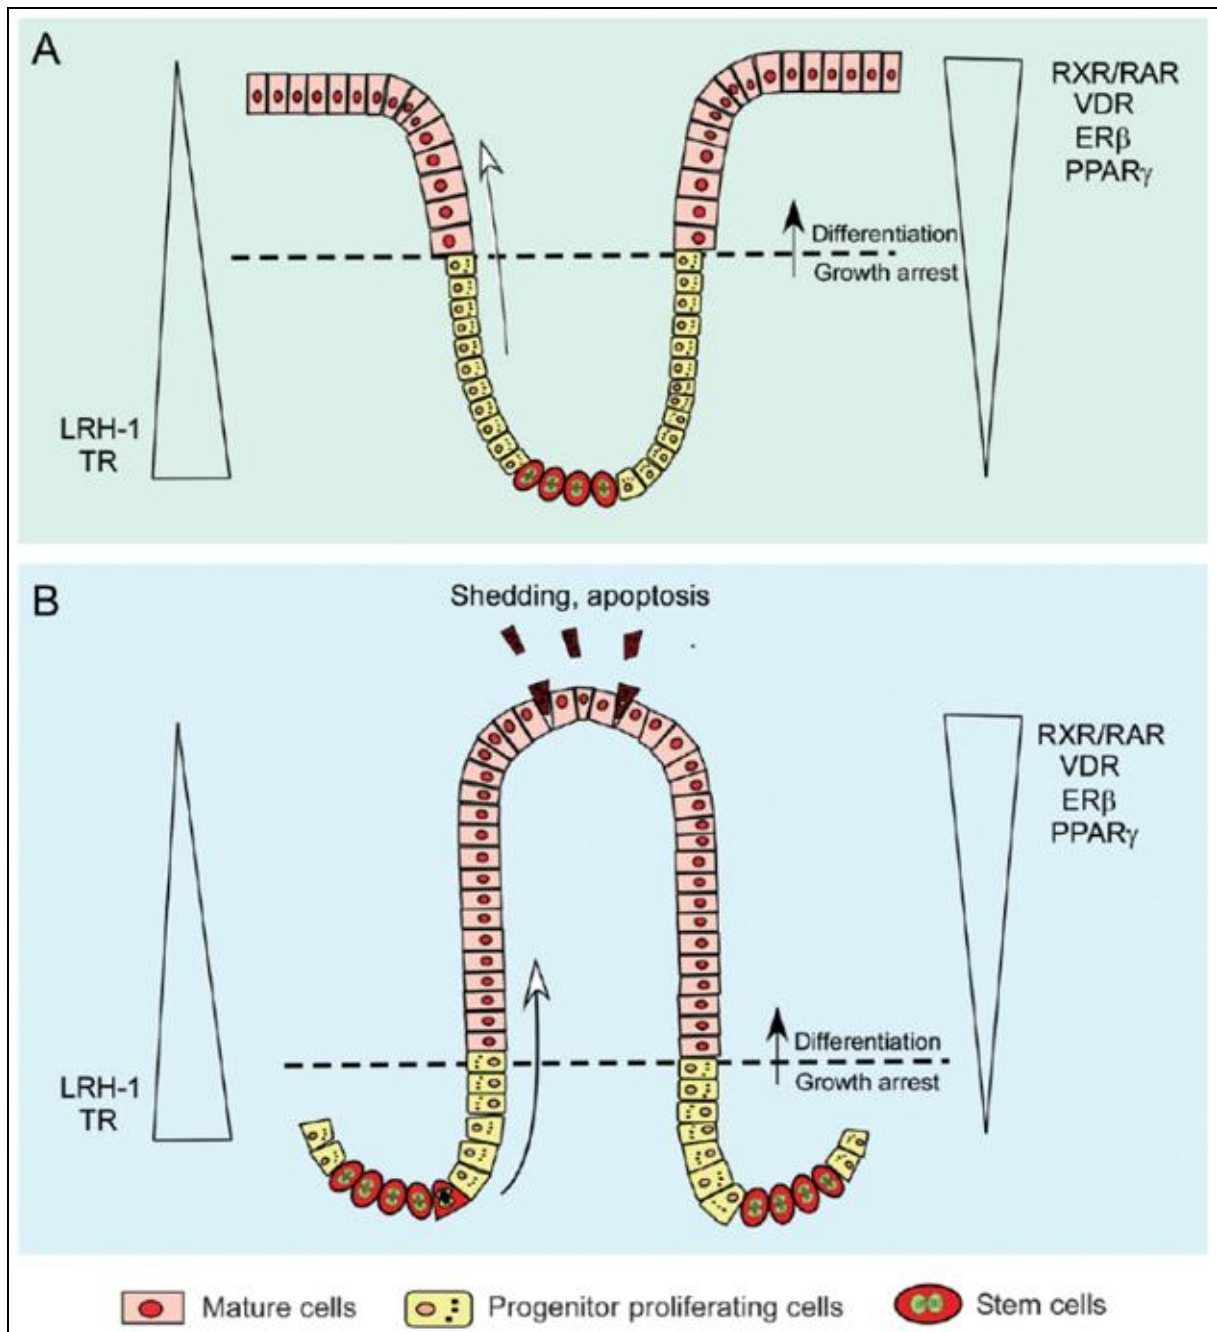 A
RXR/RAR
VDR
ERβ
PPARγ
Differentiation
Growth arrest
LRH-1
TR
B
Shedding, apoptosis
RXR/RAR
VDR
ERβ
PPARγ
Differentiation
Growth arrest
LRH-1
TR
Mature cells
Progenitor proliferating cells
Stem cells